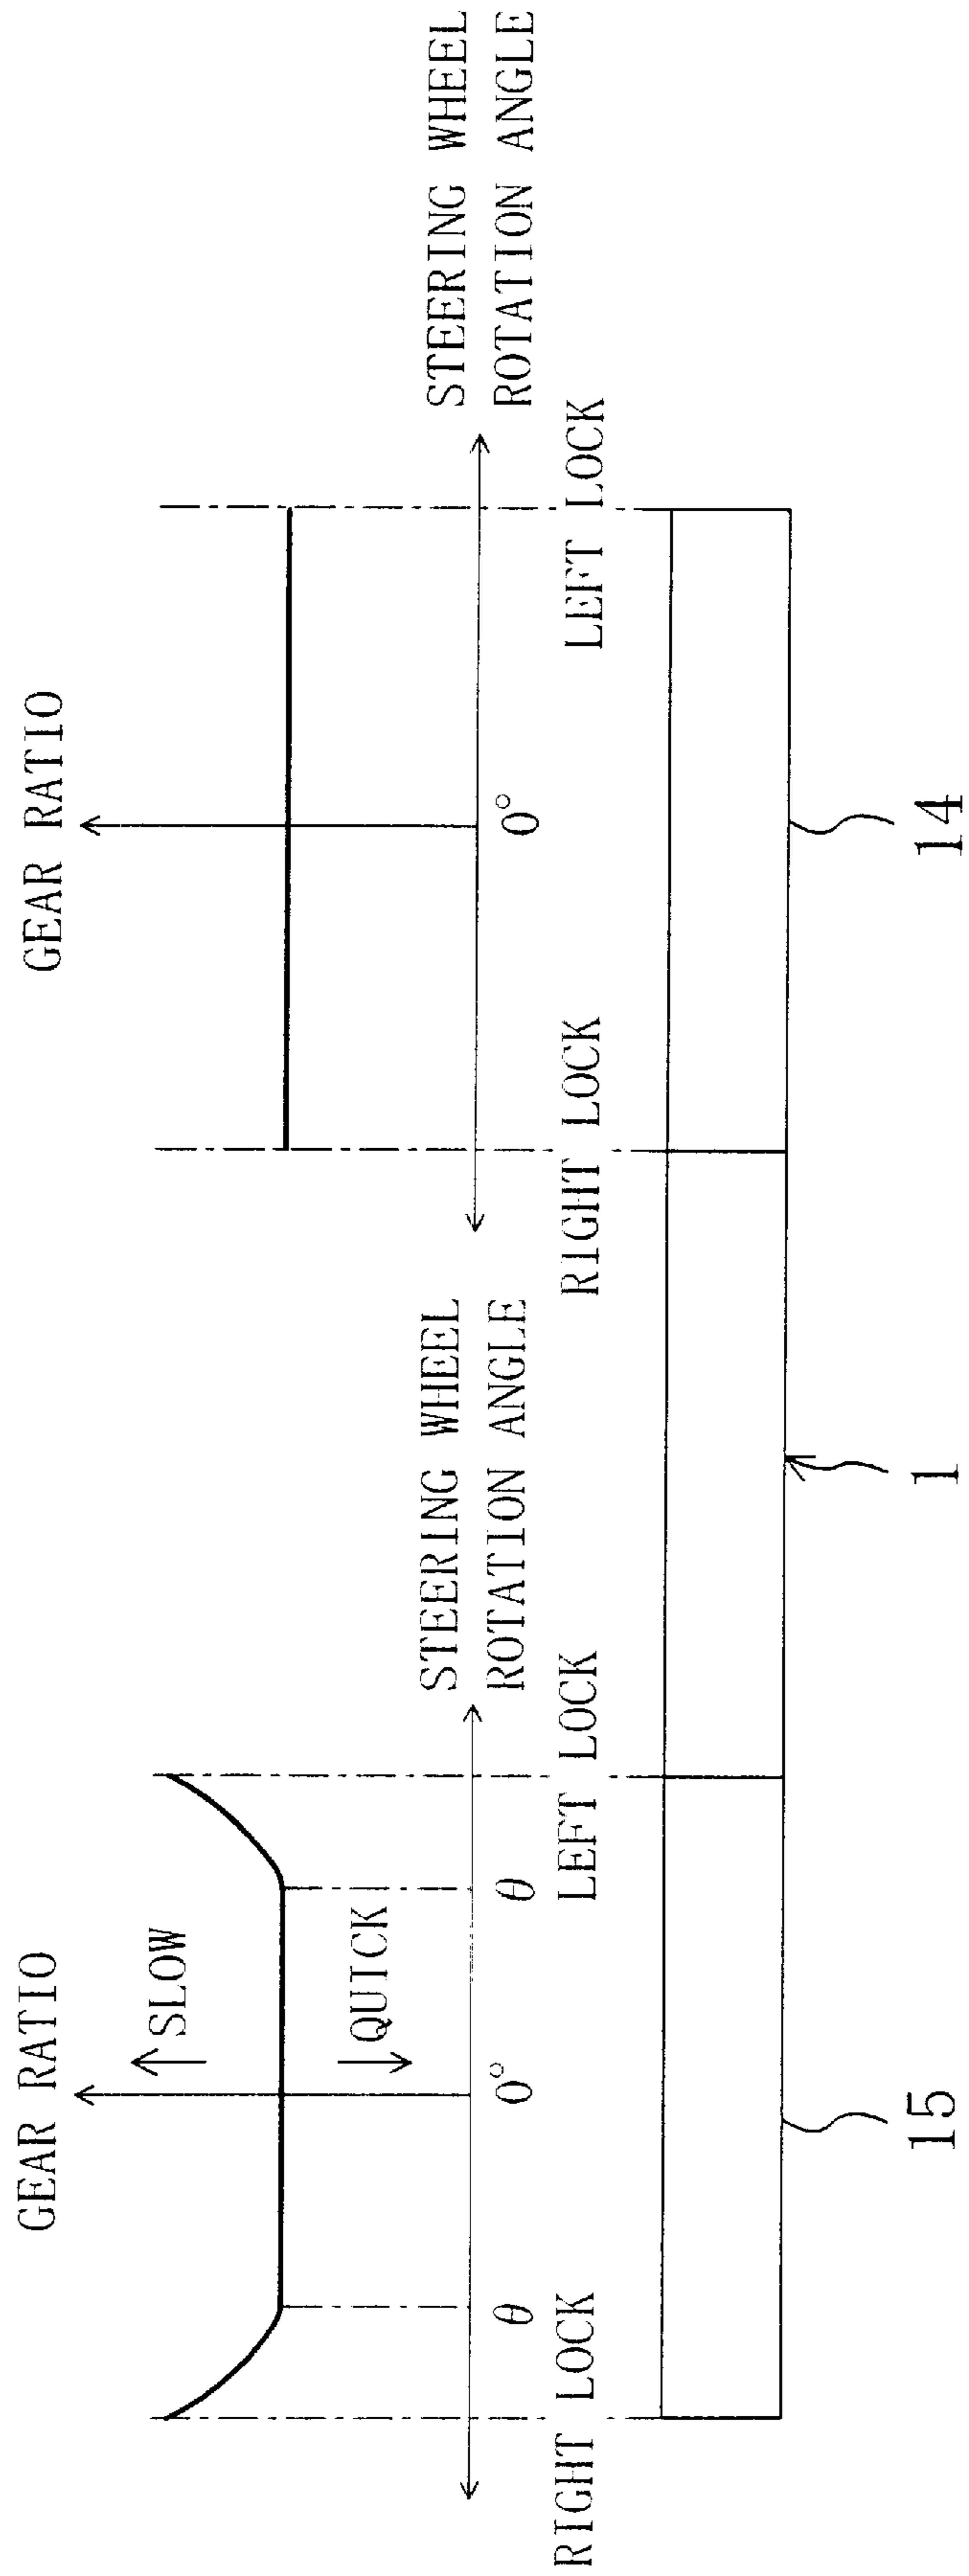 GEAR RATIO
SLOW
QUICK
STEERING WHEEL
ROTATION ANGLE
θ
0°
θ
RIGHT LOCK
LEFT LOCK
15
1
GEAR RATIO
STEERING WHEEL
ROTATION ANGLE
0°
RIGHT LOCK
LEFT LOCK
14